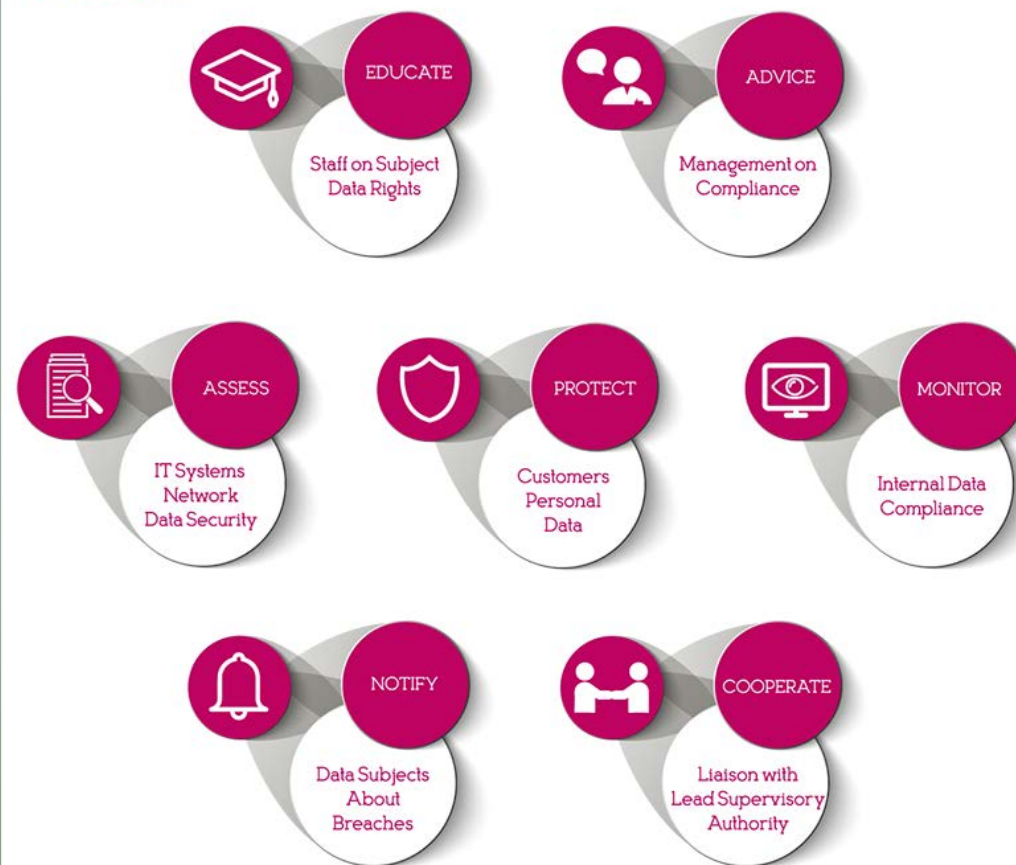 EDUCATE
Staff on Subject
Data Rights
ADVICE
Management on
Compliance
ASSESS
IT Systems
Network
Data Security
PROTECT
Customers
Personal
Data
MONITOR
Internal Data
Compliance
NOTIFY
Data Subjects
About
Breaches
COOPERATE
Liaison with
Lead Supervisory
Authority